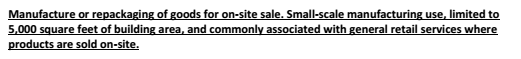 Manufacture or repackaging of goods for on-site sale. Small-scale manufacturing use, limited to
5,000 square feet of building area, and commonly associated with general retail services where
products are sold on-site.